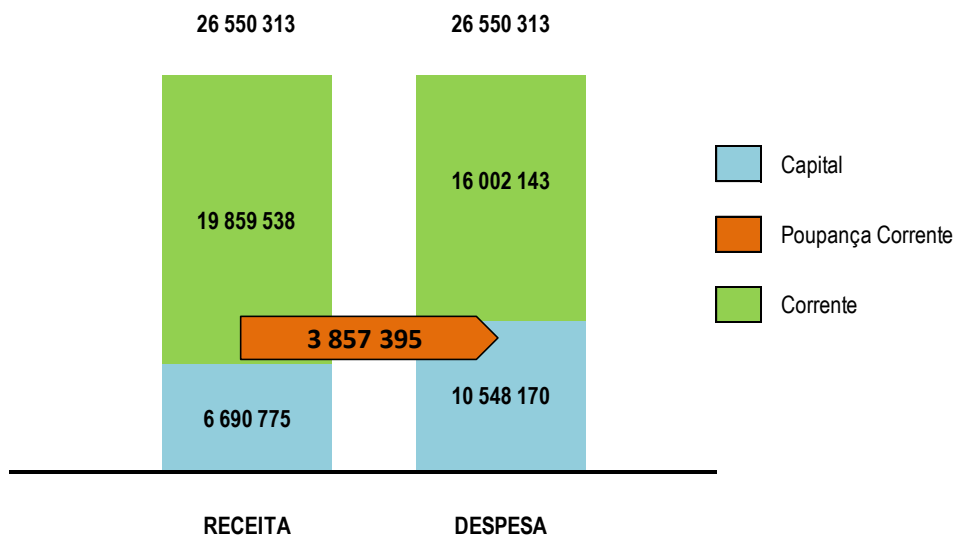 26 550 313
26 550 313
19 859 538
16 002 143
3 857 395
6 690 775
10 548 170
RECEITA
DESPESA
Capital
Poupança Corrente
Corrente